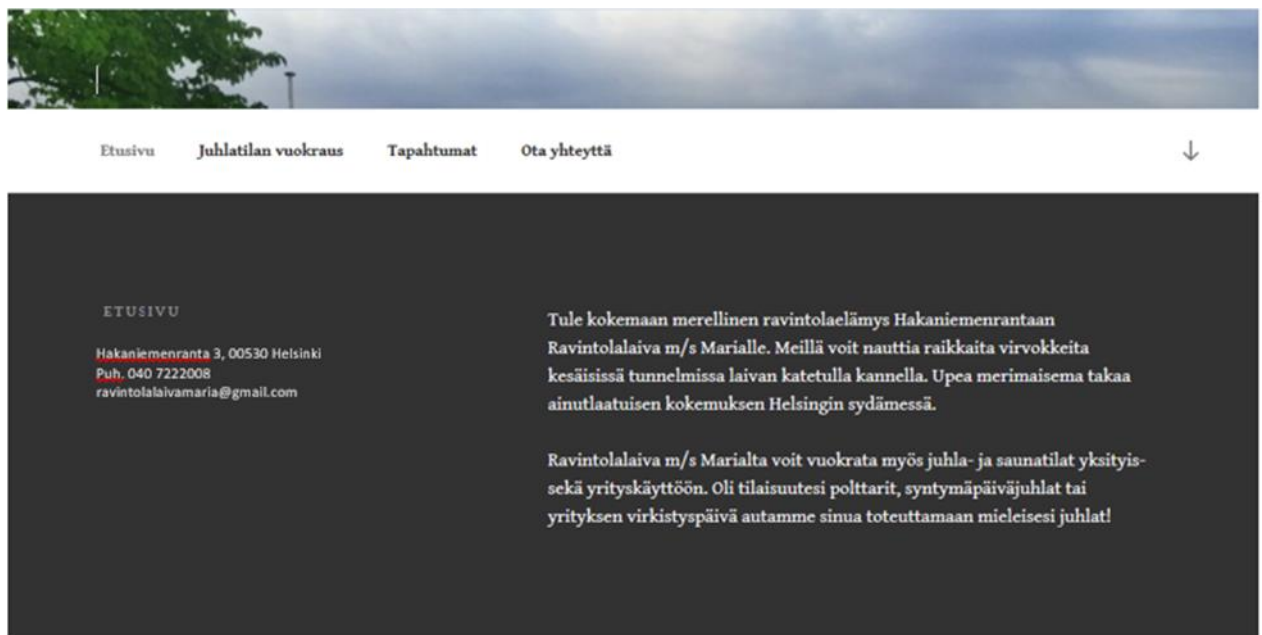 Etusivu Juhlatilan vuokraus Tapahtumat Ota yhteyttä
ETUSIVU
Hakaniemenranta 3, 00530 Helsinki
Puh. 040 7222008
ravintolalaivamaria@gmail.com
Tule kokemaan merellinen ravintolaelämys Hakaniemenrantaan
Ravintolalaiva m/s Marialle. Meillä voit nauttia raikkaita virvokkeita
kesäisissä tunnelmissa laivan katetulla kannella. Upea merimaisema takaa
ainutlaatuisen kokemuksen Helsingin sydämessä.
Ravintolalaiva m/s Marialta voit vuokrata myös juhla- ja saunatilat yksityis-
sekä yrityskäyttöön. Oli tilaisuutesi polttarit, syntymäpäiväjuhlat tai
yrityksen virkistyspäivä autamme sinua toteuttamaan mieleisesi juhlat!